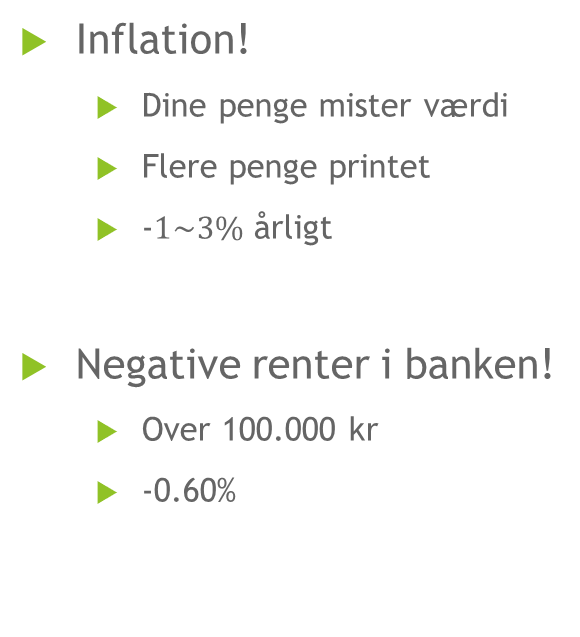 Inflation!
Dine penge mister værdi
Flere penge printet
-1~3% årligt
Negative renter i banken!
Over 100.000 kr
-0.60%